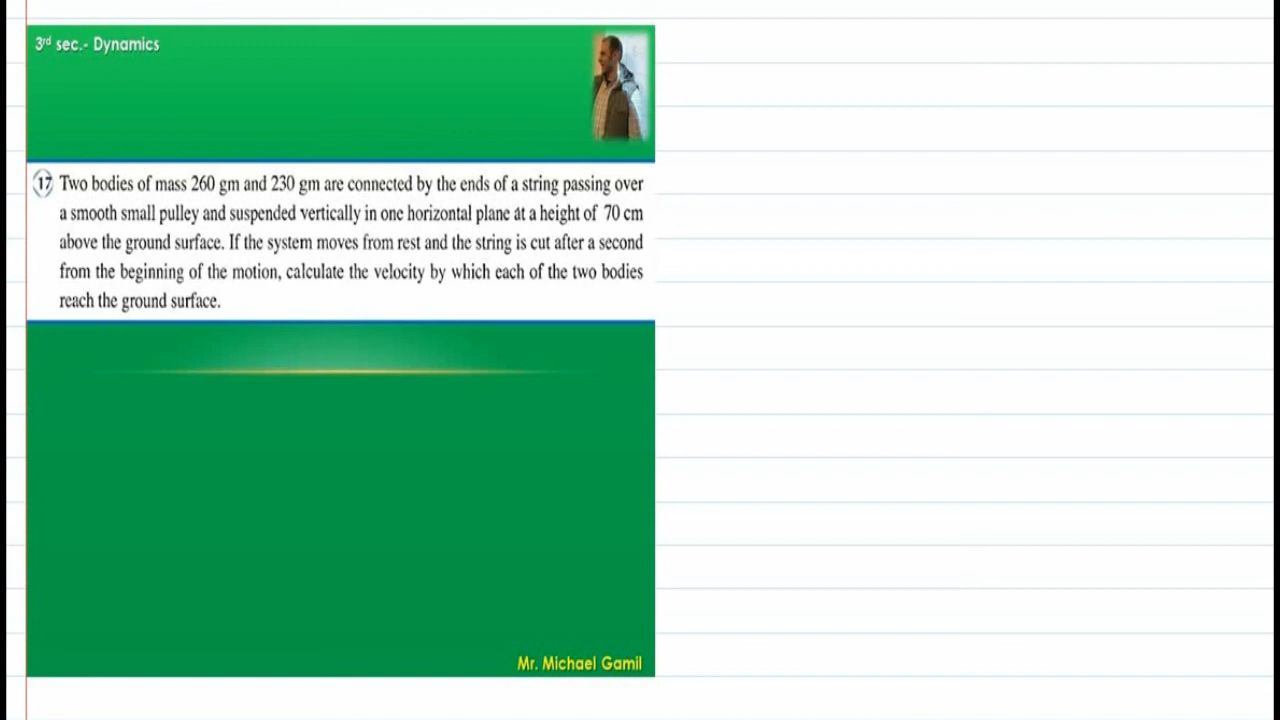 3rd sec.- Dynamics
17 Two bodies of mass 260 gm and 230 gm are connected by the ends of a string passing over
a smooth small pulley and suspended vertically in one horizontal plane at a height of 70 cm
above the ground surface. If the system moves from rest and the string is cut after a second
from the beginning of the motion, calculate the velocity by which each of the two bodies
reach the ground surface.
Mr. Michael Gamil